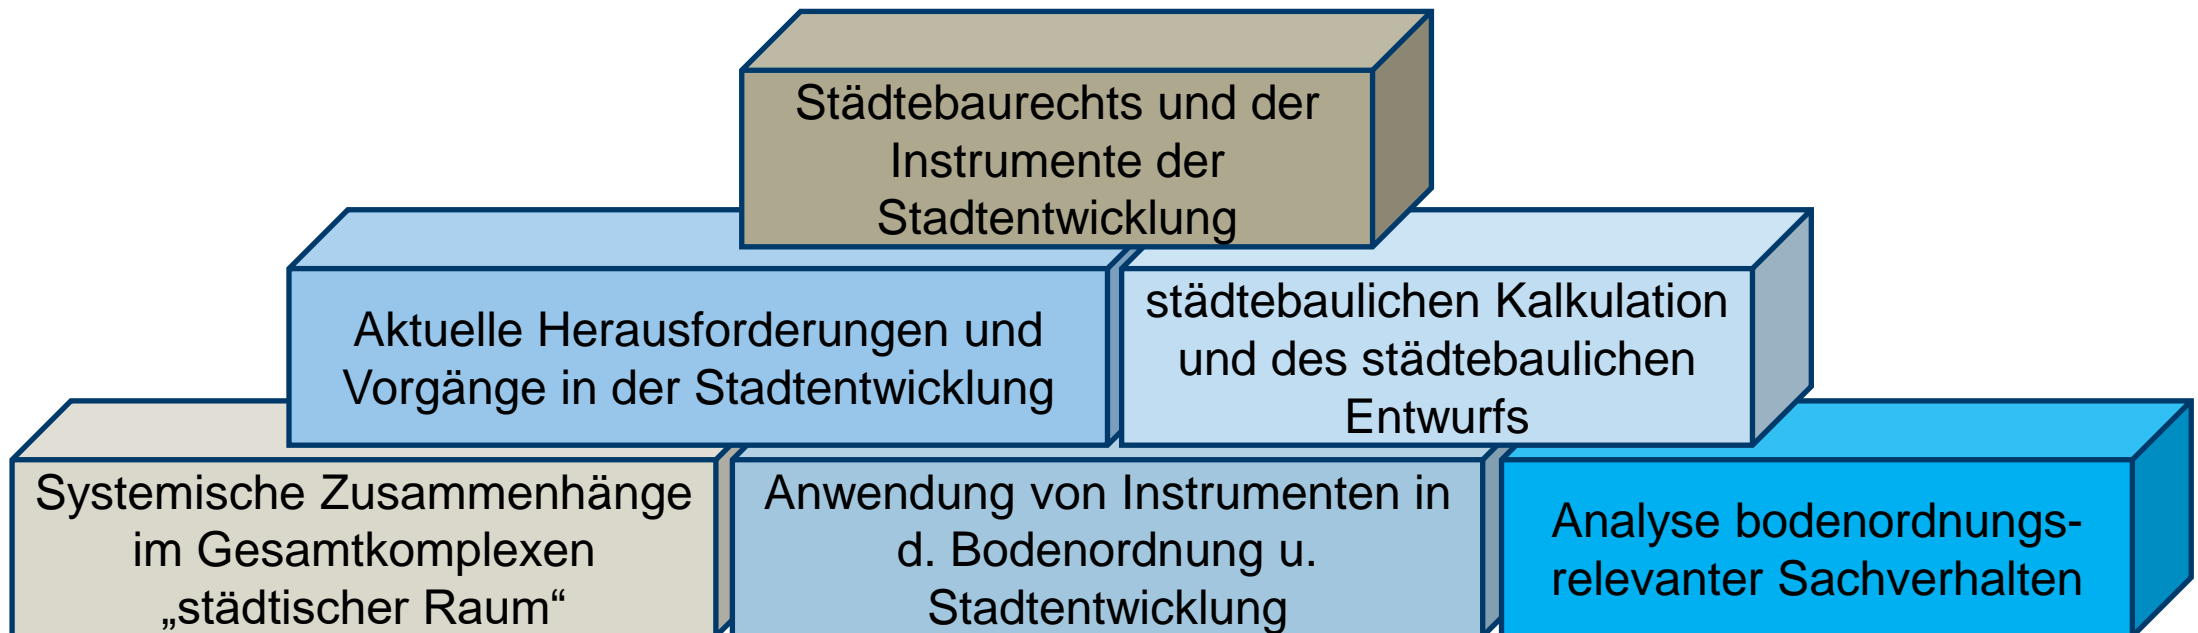 Städtebaurechts und der
Instrumente der
Stadtentwicklung
Aktuelle Herausforderungen und
Vorgänge in der Stadtentwicklung
städtebaulichen Kalkulation
und des städtebaulichen
Entwurfs
Systemische Zusammenhänge
im Gesamtkomplexen
„städtischer Raum“
Anwendung von Instrumenten in
d. Bodenordnung u.
Stadtentwicklung
Analyse bodenordnungs-
relevanter Sachverhalten